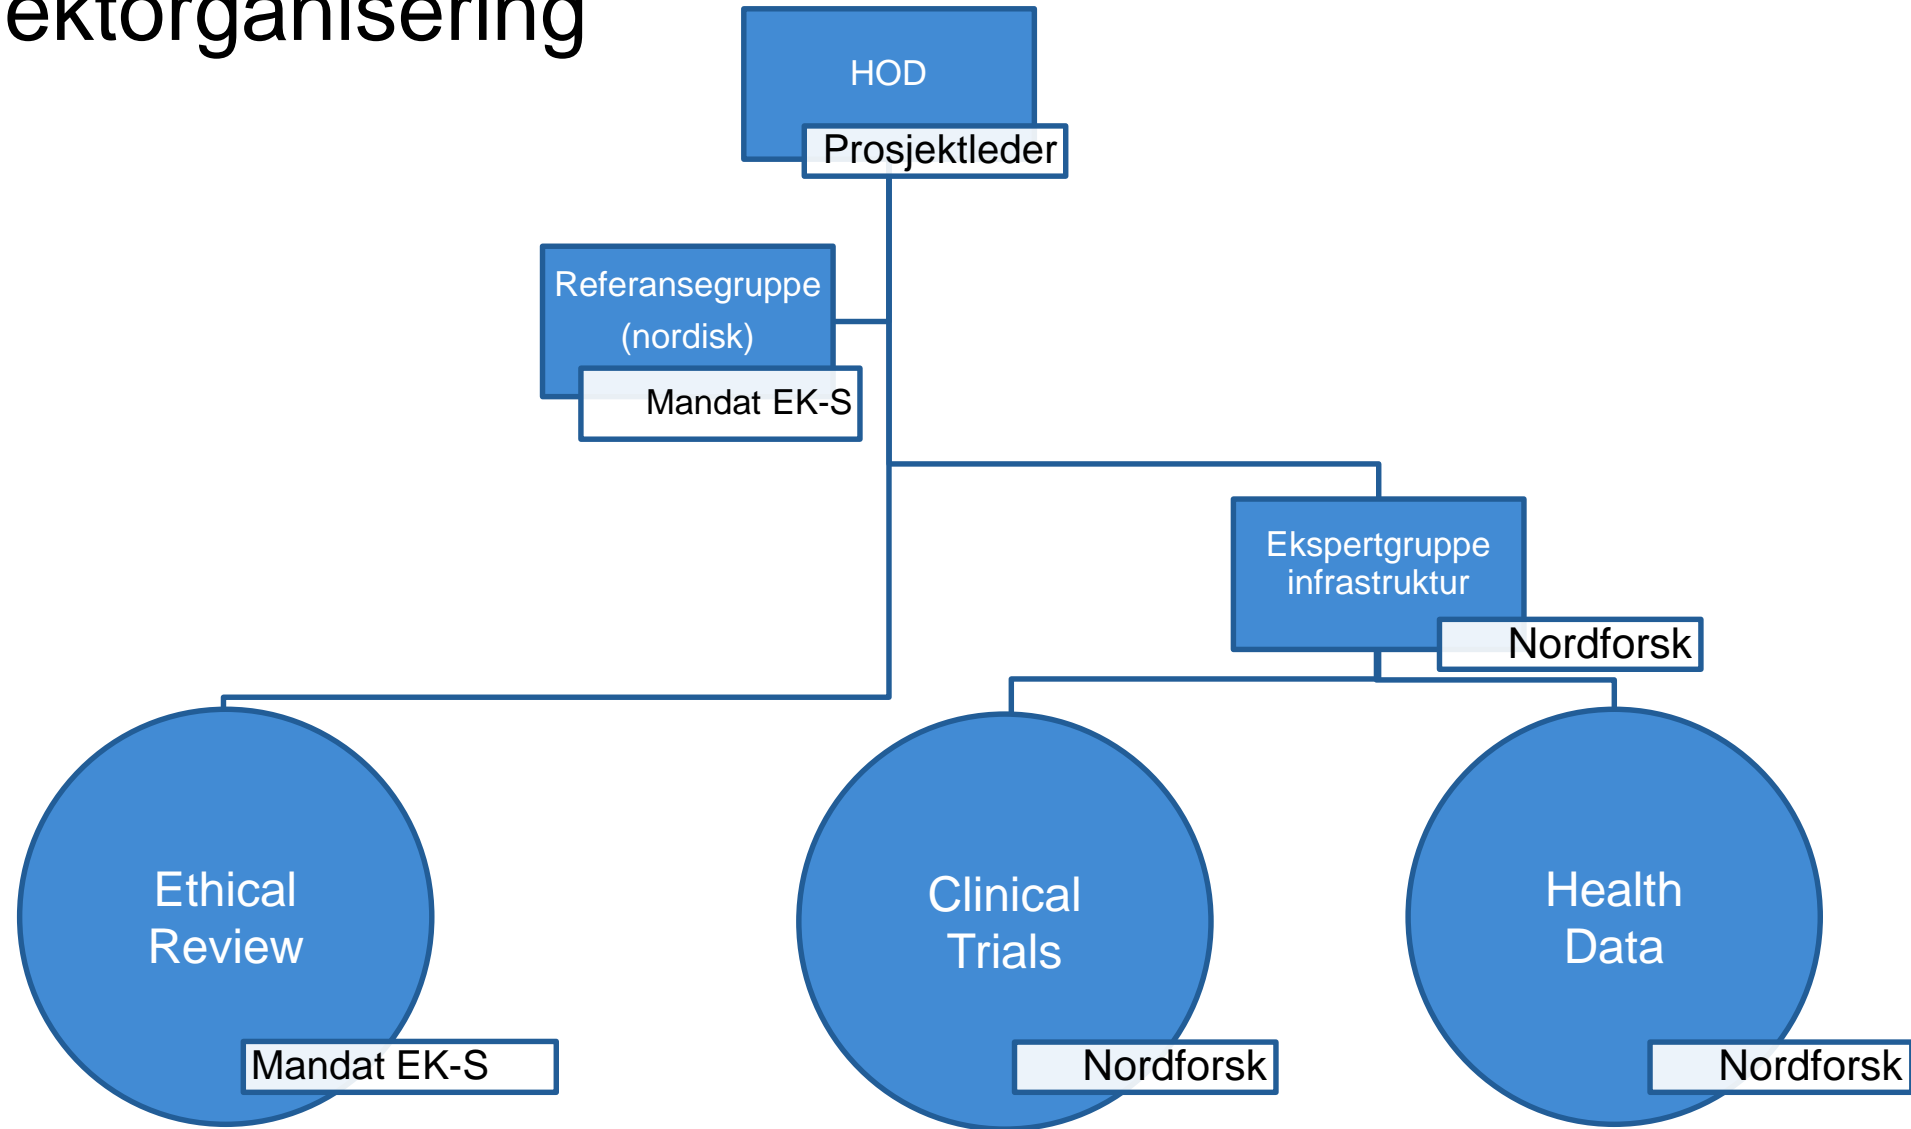 ektorganisering
HOD
Prosjektleder
Referansegruppe
(nordisk)
Mandat EK-S
Ekspertgruppe
infrastruktur
Nordforsk
Ethical
Review
Mandat EK-S
Clinical
Trials
Nordforsk
Health
Data
Nordforsk